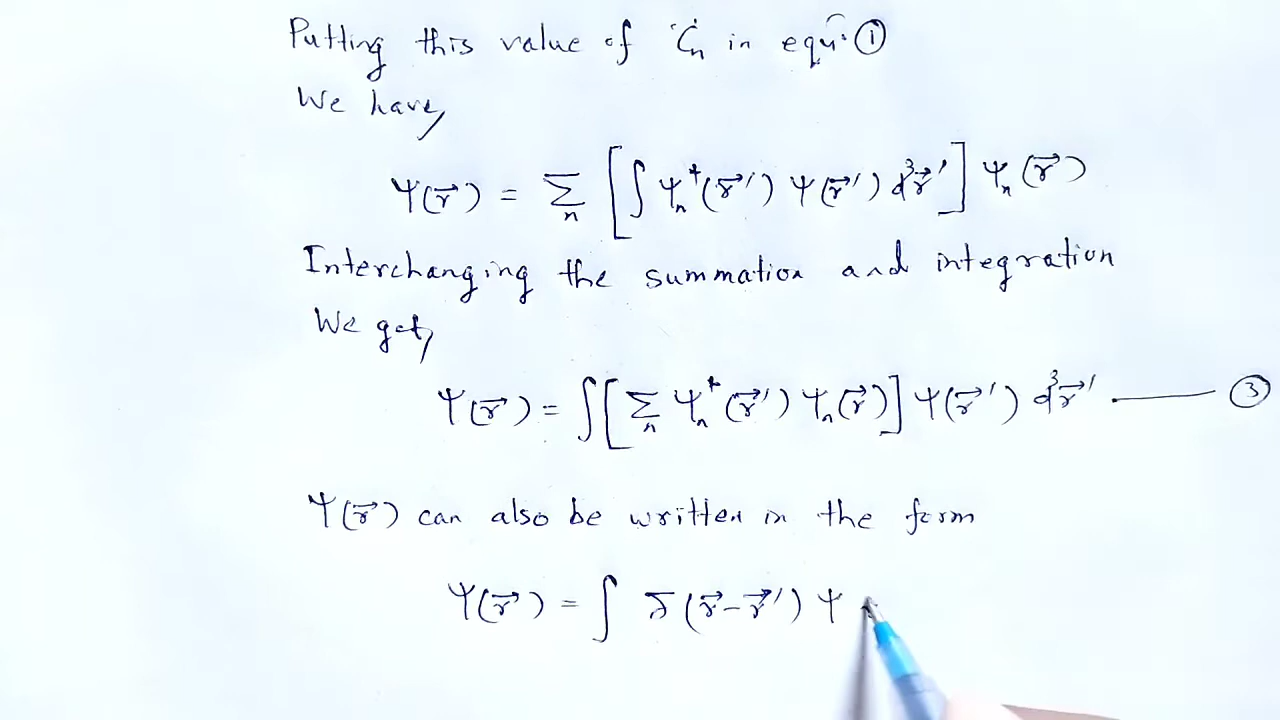 Putting this value of 'Cₙ' in equⁿ. ①
We have,
Ψ(r⃗) = Σₙ [∫ Ψₙ*(r⃗′) Ψ(r⃗′) d³r⃗′] Ψₙ(r⃗)
Interchanging the summation and integration
We get,
Ψ(r⃗) = ∫[Σₙ Ψₙ*(r⃗′) Ψₙ(r⃗)] Ψ(r⃗′) d³r⃗′ —— ③
Ψ(r⃗) can also be written in the form
Ψ(r⃗) = ∫ δ(r⃗−r⃗′) Ψ